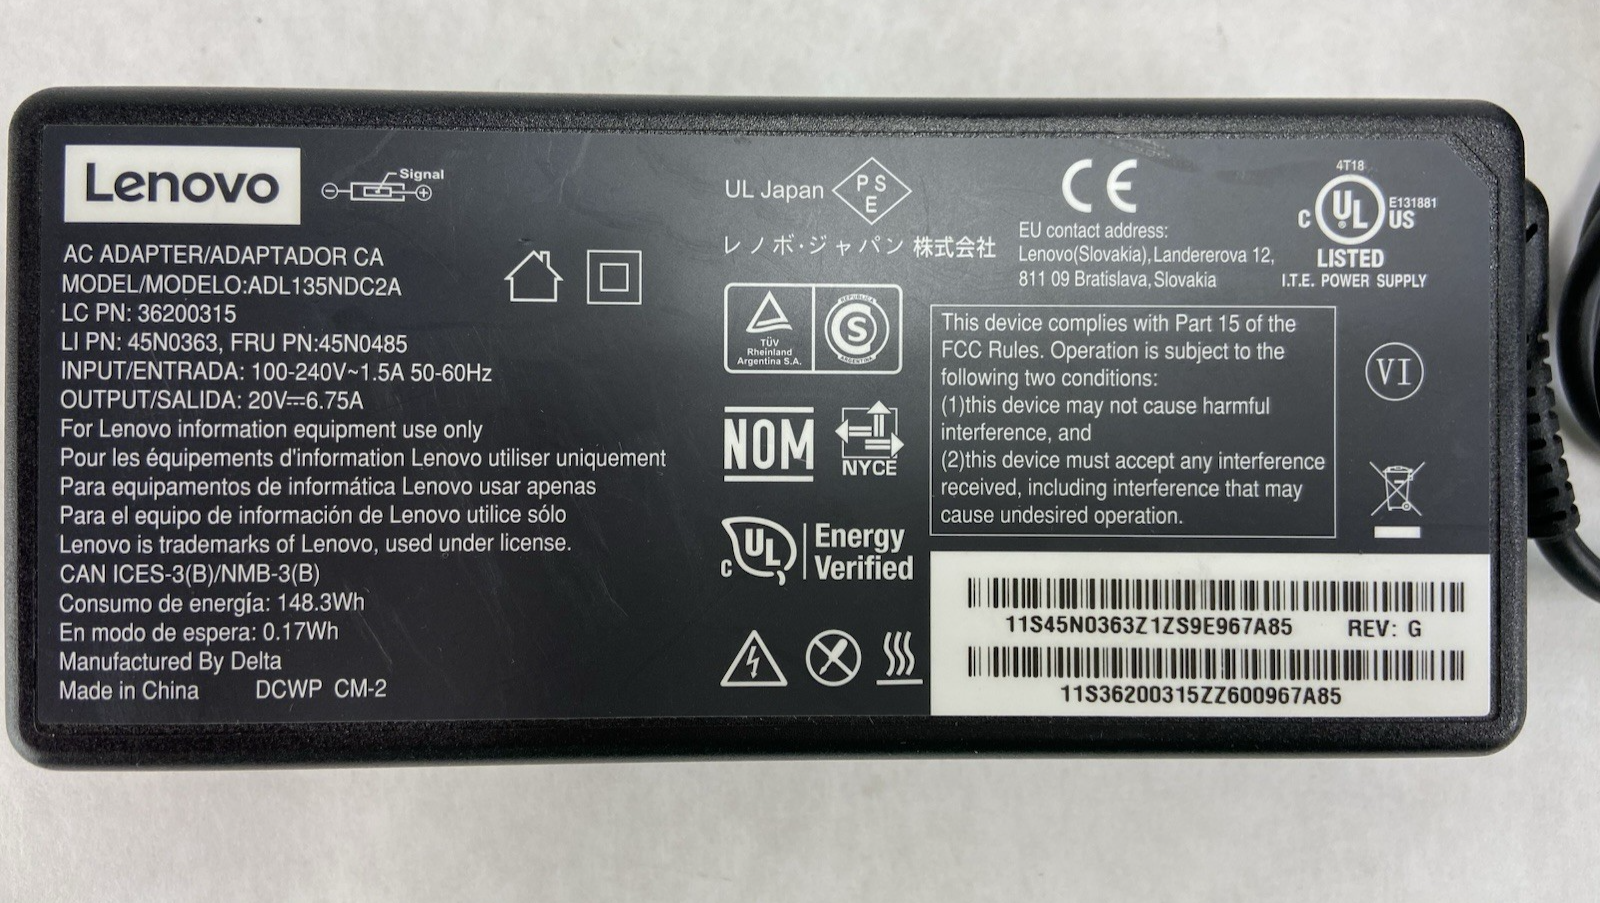 Lenovo
Signal
AC ADAPTER/ADAPTADOR CA
MODEL/MODELO:ADL135NDC2A
LC PN: 36200315
LI PN: 45N0363, FRU PN:45N0485
INPUT/ENTRADA: 100-240V~1.5A 50-60Hz
OUTPUT/SALIDA: 20V⎓6.75A
For Lenovo information equipment use only
Pour les équipements d'information Lenovo utiliser uniquement
Para equipamentos de informática Lenovo usar apenas
Para el equipo de información de Lenovo utilice sólo
Lenovo is trademarks of Lenovo, used under license.
CAN ICES-3(B)/NMB-3(B)
Consumo de energía: 148.3Wh
En modo de espera: 0.17Wh
Manufactured By Delta
Made in China DCWP CM-2
UL Japan
P S
E
レノボ・ジャパン 株式会社
TÜV
Rheinland
Argentina S.A.
REPUBLICA
S
ARGENTINA
NOM
NYCE
C UL
Energy
Verified
CE
EU contact address:
Lenovo(Slovakia), Landererova 12,
811 09 Bratislava, Slovakia
4T18
C UL US
E131881
LISTED
I.T.E. POWER SUPPLY
This device complies with Part 15 of the
FCC Rules. Operation is subject to the
following two conditions:
(1)this device may not cause harmful
interference, and
(2)this device must accept any interference
received, including interference that may
cause undesired operation.
VI
11S45N0363Z1ZS9E967A85 REV: G
11S36200315ZZ600967A85